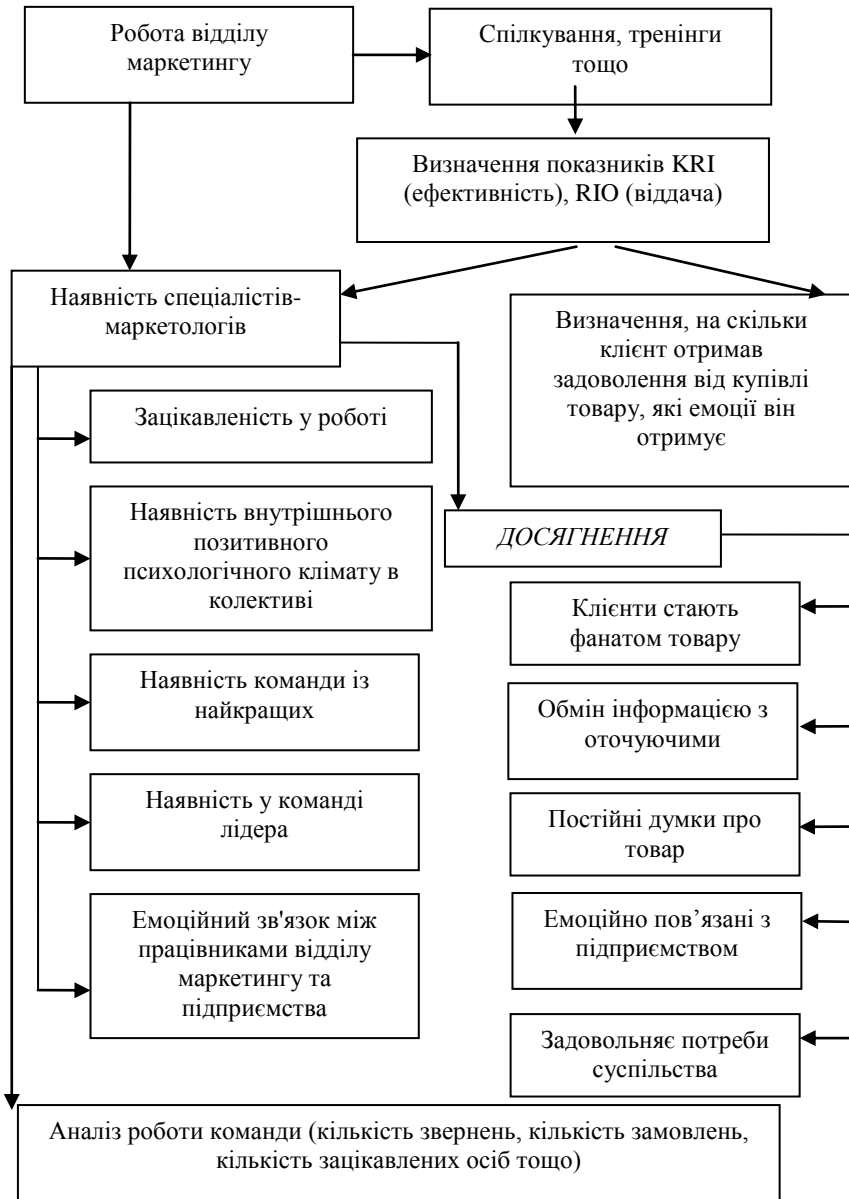 Робота відділу
маркетингу
Спілкування, тренінги
тощо
Визначення показників KRI
(ефективність), RIO (віддача)
Наявність спеціалістів-
маркетологів
Визначення, на скільки
клієнт отримав
задоволення від купівлі
товару, які емоції він
отримує
Зацікавленість у роботі
Наявність внутрішнього
позитивного
психологічного клімату в
колективі
ДОСЯГНЕННЯ
Клієнти стають
фанатом товару
Наявність команди із
найкращих
Обмін інформацією з
оточуючими
Наявність у команді
лідера
Постійні думки про
товар
Емоційний зв'язок між
працівниками відділу
маркетингу та
підприємства
Емоційно пов’язані з
підприємством
Задовольняє потреби
суспільства
Аналіз роботи команди (кількість звернень, кількість замовлень,
кількість зацікавлених осіб тощо)